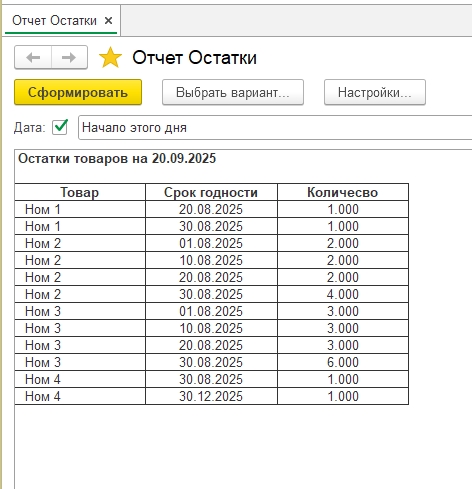 Отчет Остатки ×
Отчет Остатки
Сформировать Выбрать вариант... Настройки...
Дата: Начало этого дня
Остатки товаров на 20.09.2025
Товар Срок годности Количесво
Ном 1 20.08.2025 1.000
Ном 1 30.08.2025 1.000
Ном 2 01.08.2025 2.000
Ном 2 10.08.2025 2.000
Ном 2 20.08.2025 2.000
Ном 2 30.08.2025 4.000
Ном 3 01.08.2025 3.000
Ном 3 10.08.2025 3.000
Ном 3 20.08.2025 3.000
Ном 3 30.08.2025 6.000
Ном 4 30.08.2025 1.000
Ном 4 30.12.2025 1.000